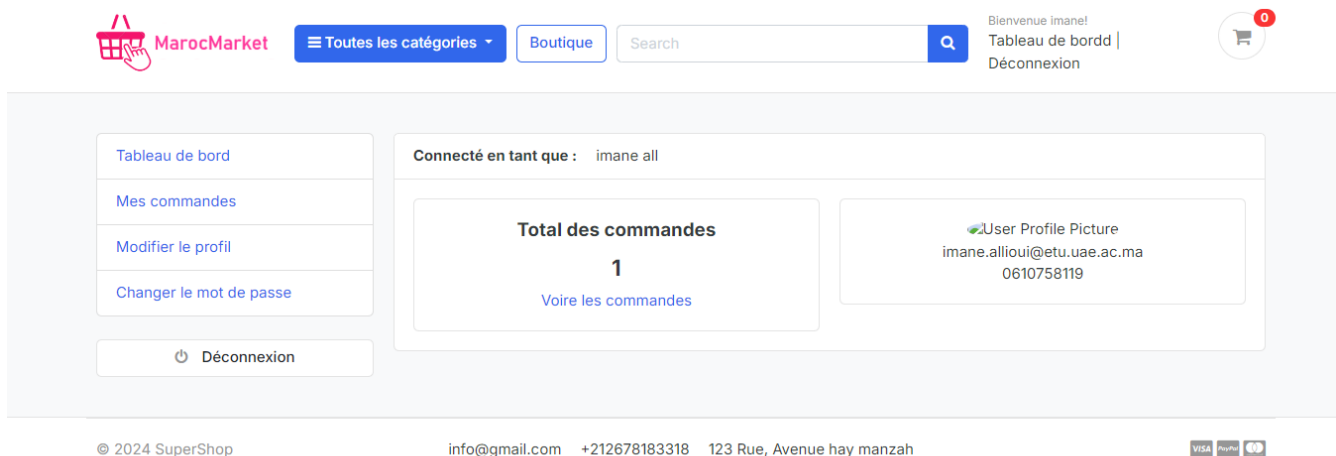 MarocMarket
Toutes les catégories
Boutique
Search
Bienvenue imane!
Tableau de bordd |
Déconnexion
0
Tableau de bord
Mes commandes
Modifier le profil
Changer le mot de passe
Déconnexion
Connecté en tant que : imane all
Total des commandes
1
Voire les commandes
User Profile Picture
imane.allioui@etu.uae.ac.ma
0610758119
© 2024 SuperShop
info@gmail.com +212678183318 123 Rue, Avenue hay manzah
VISA PayPal